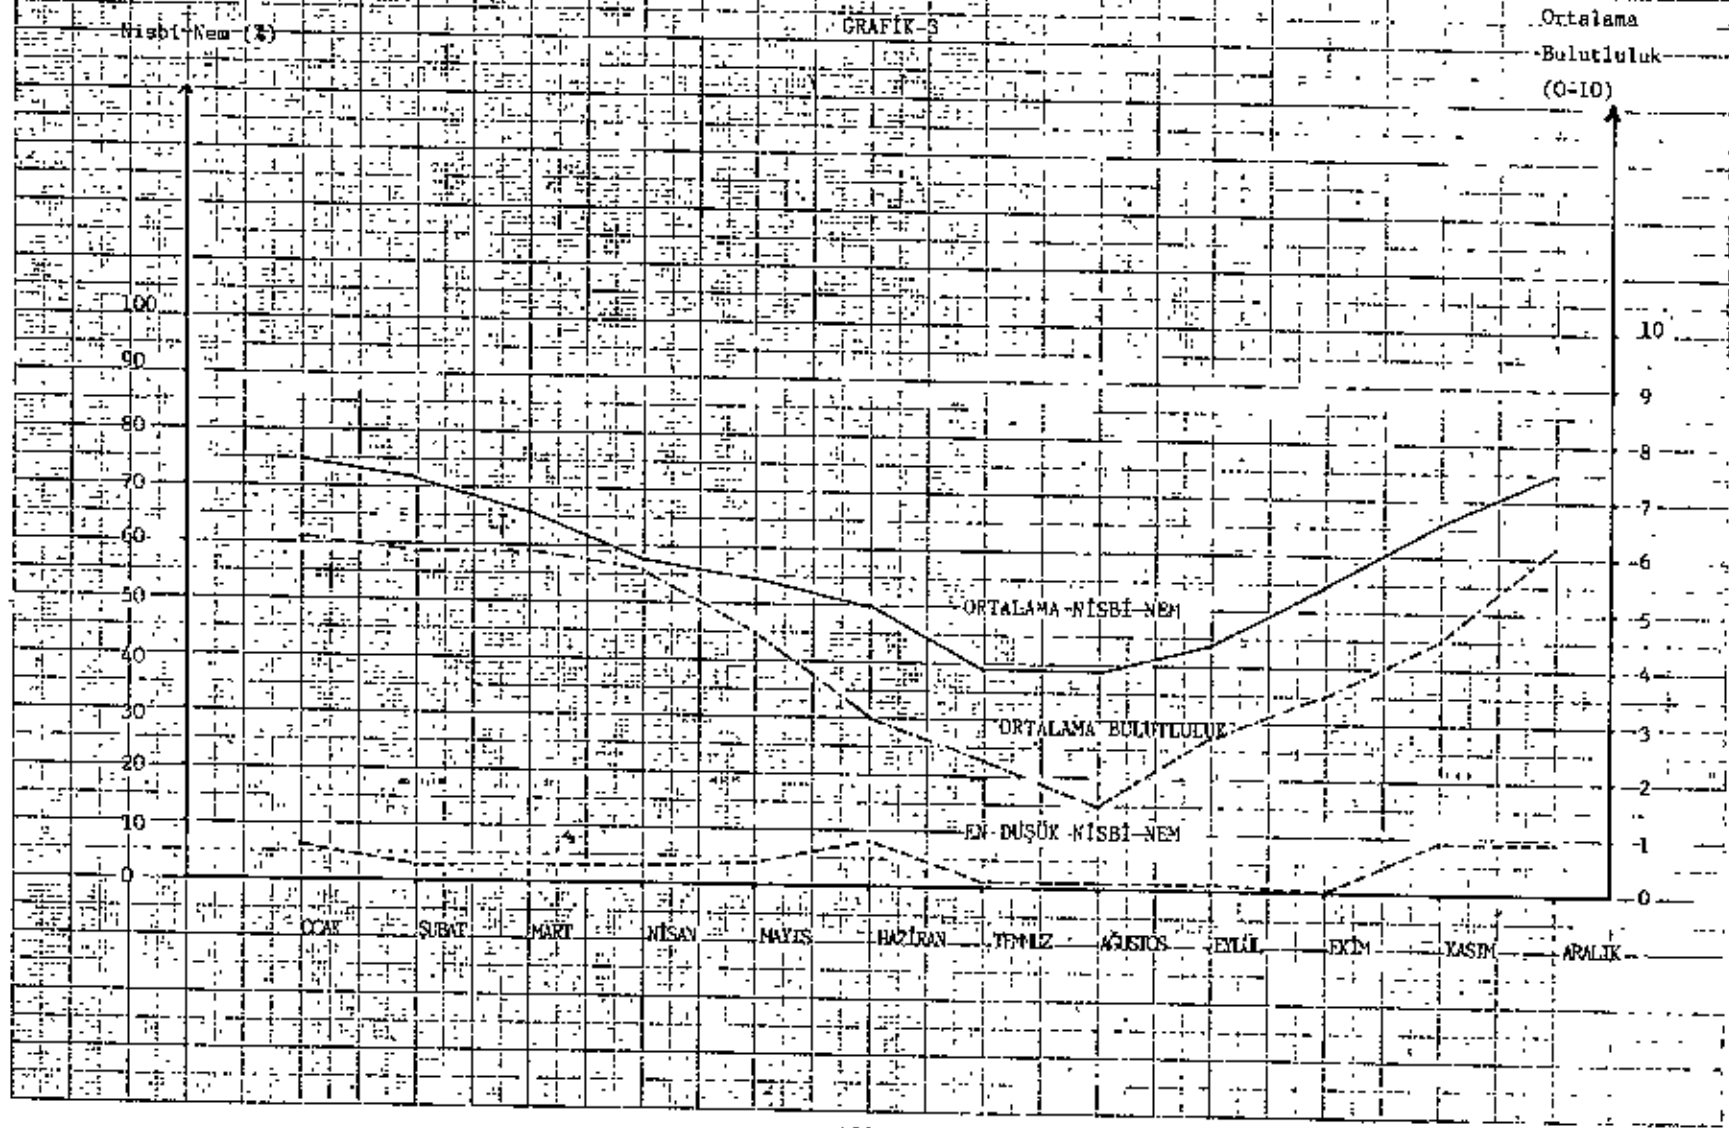 Nisbi Nem (%)
GRAFİK-3
Ortalama
Bulutluluk
(0-10)
100
90
80
70
60
50
40
30
20
10
0
10
9
8
7
6
5
4
3
2
1
0
ORTALAMA NİSBİ NEM
ORTALAMA BULUTLULUK
EN DÜŞÜK NİSBİ NEM
OCAK ŞUBAT MART NİSAN MAYIS HAZİRAN TEMMUZ AĞUSTOS EYLÜL EKİM KASIM ARALIK